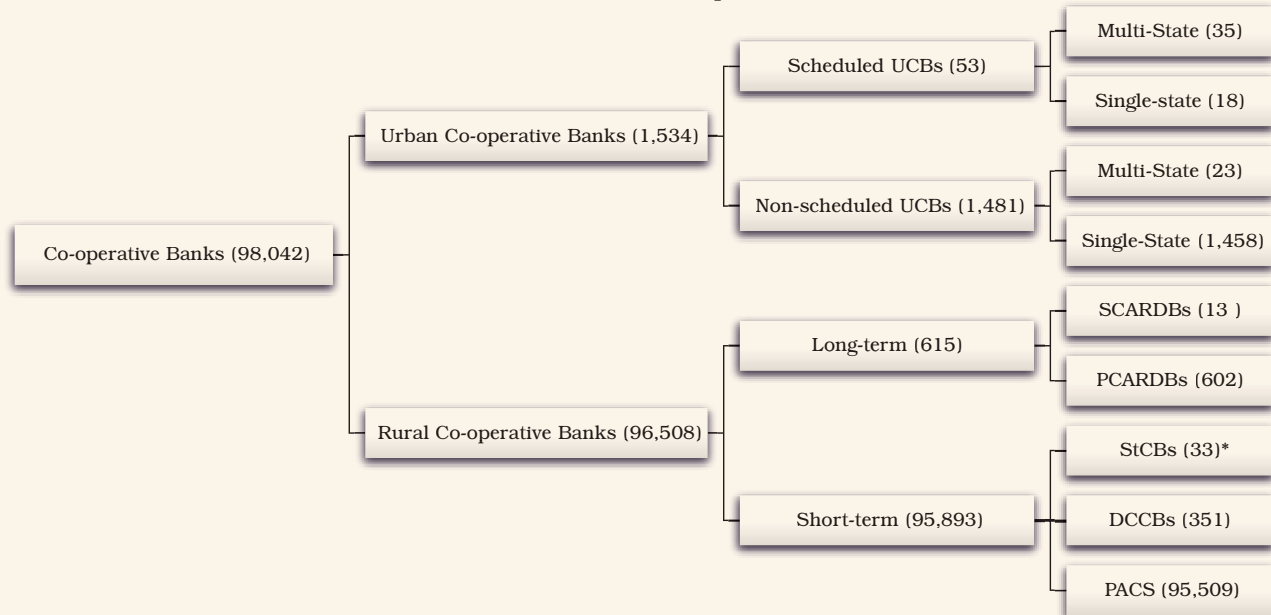 Co-operative Banks (98,042)
Urban Co-operative Banks (1,534)
Scheduled UCBs (53)
Multi-State (35)
Single-state (18)
Non-scheduled UCBs (1,481)
Multi-State (23)
Single-State (1,458)
Rural Co-operative Banks (96,508)
Long-term (615)
SCARDBs (13 )
PCARDBs (602)
Short-term (95,893)
StCBs (33)*
DCCBs (351)
PACS (95,509)